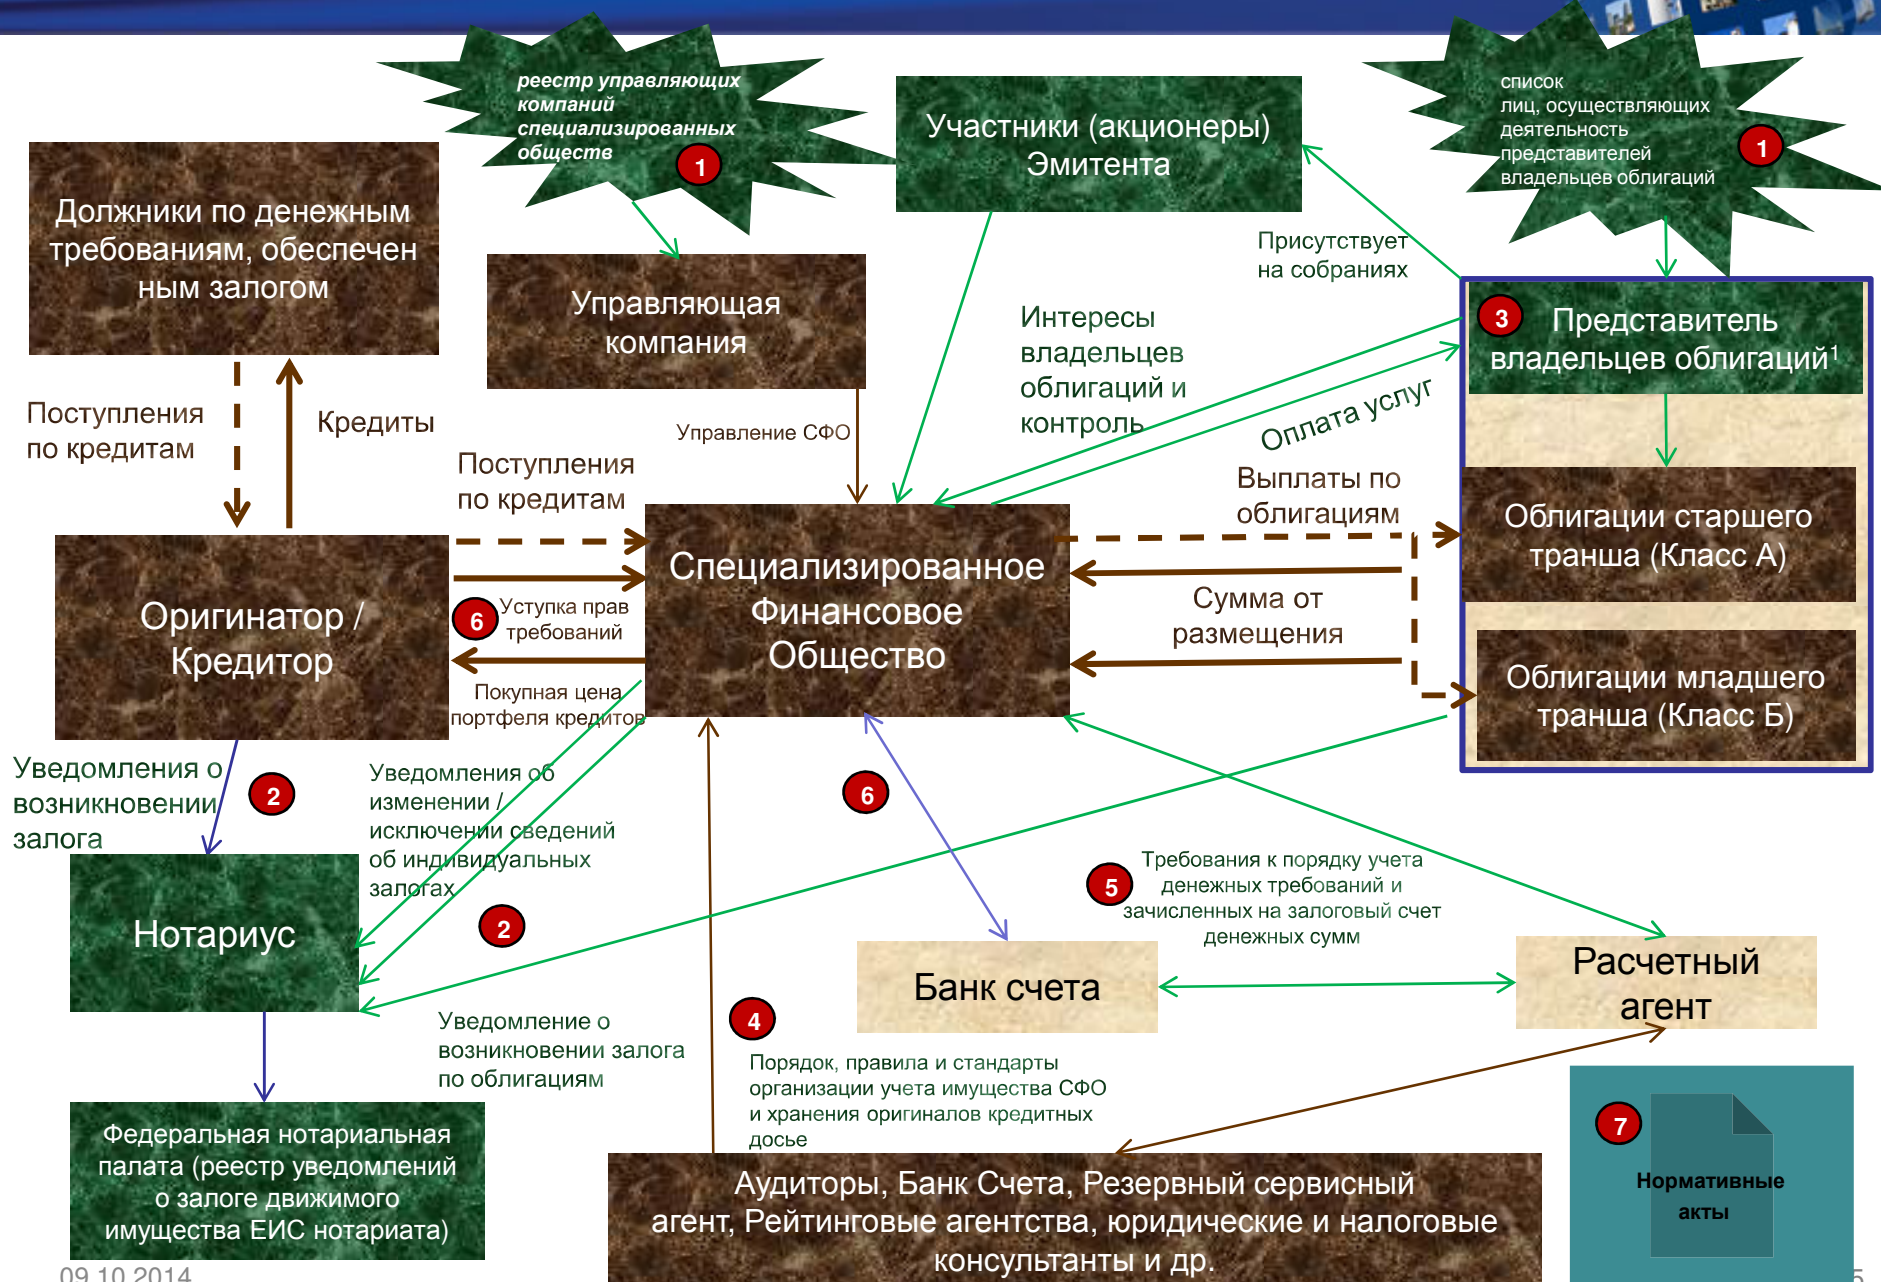 реестр управляющих
компаний
специализированных
обществ
1
Участники (акционеры)
Эмитента
список
лиц, осуществляющих
деятельность
представителей
владельцев облигаций
1
Должники по денежным
требованиям, обеспечен
ным залогом
Управляющая
компания
Присутствует
на собраниях
Интересы
владельцев
облигаций и
контроль
3
Представитель
владельцев облигаций1
Поступления
по кредитам
Кредиты
Управление СФО
Оплата услуг
Поступления
по кредитам
Выплаты по
облигациям
Облигации старшего
транша (Класс А)
Оригинатор /
Кредитор
6
Уступка прав
требований
Специализированное
Финансовое
Общество
Сумма от
размещения
Облигации младшего
транша (Класс Б)
Покупная цена
портфеля кредитов
Уведомления о
возникновении
залога
2
Уведомления об
изменении /
исключении сведений
об индивидуальных
залогах
6
2
5
Требования к порядку учета
денежных требований и
зачисленных на залоговый счет
денежных сумм
Нотариус
Банк счета
Расчетный
агент
Уведомление о
возникновении залога
по облигациям
4
Порядок, правила и стандарты
организации учета имущества СФО
и хранения оригиналов кредитных
досье
Федеральная нотариальная
палата (реестр уведомлений
о залоге движимого
имущества ЕИС нотариата)
Аудиторы, Банк Счета, Резервный сервисный
агент, Рейтинговые агентства, юридические и налоговые
консультанты и др.
7
Нормативные
акты
09.10.2014
5